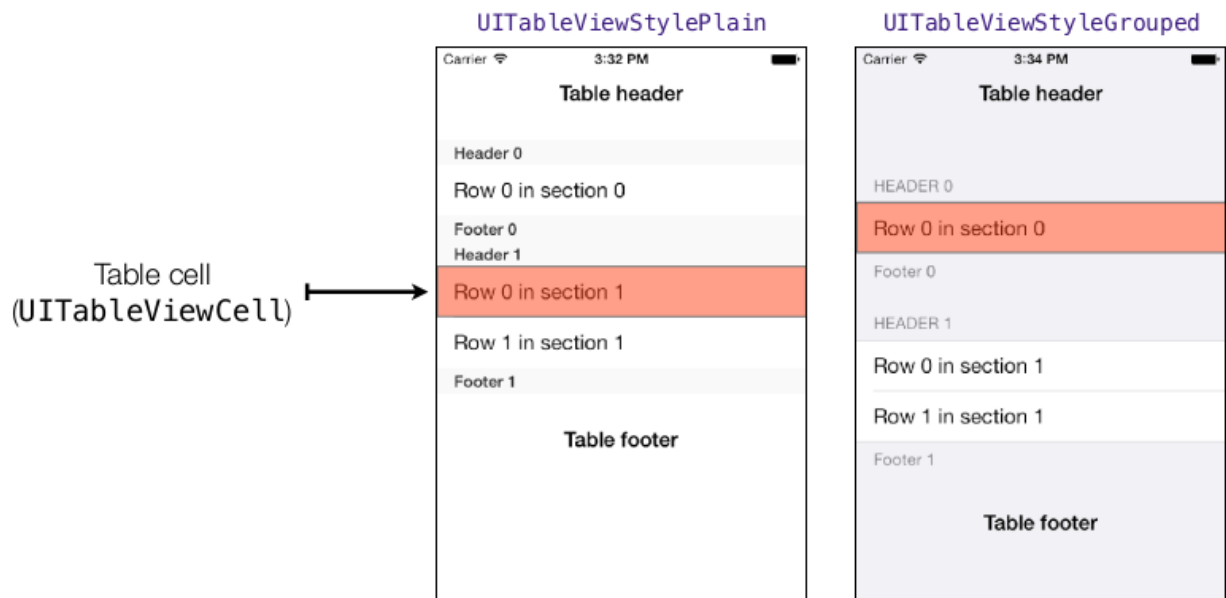 UITableViewStylePlain
Carrier 3:32 PM
Table header
Header 0
Row 0 in section 0
Footer 0
Header 1
Row 0 in section 1
Row 1 in section 1
Footer 1
Table footer
Table cell
(UITableViewCell)
UITableViewStyleGrouped
Carrier 3:34 PM
Table header
HEADER 0
Row 0 in section 0
Footer 0
HEADER 1
Row 0 in section 1
Row 1 in section 1
Footer 1
Table footer